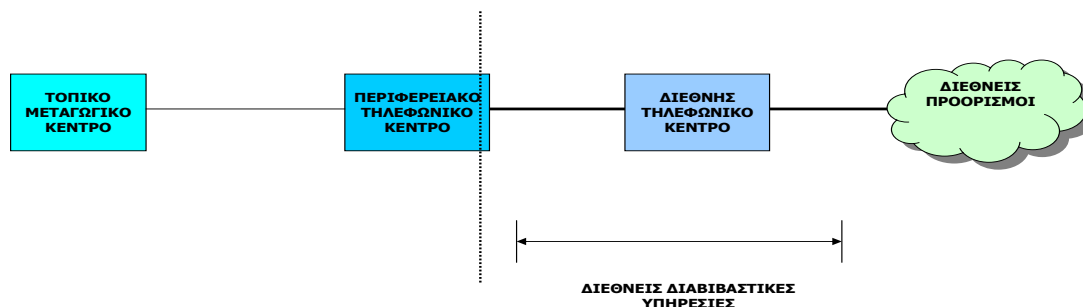 ΤΟΠΙΚΟ
ΜΕΤΑΓΩΓΙΚΟ
ΚΕΝΤΡΟ
ΠΕΡΙΦΕΡΕΙΑΚΟ
ΤΗΛΕΦΩΝΙΚΟ
ΚΕΝΤΡΟ
ΔΙΕΘΝΗΣ
ΤΗΛΕΦΩΝΙΚΟ
ΚΕΝΤΡΟ
ΔΙΕΘΝΕΙΣ
ΠΡΟΟΡΙΣΜΟΙ
ΔΙΕΘΝΕΙΣ ΔΙΑΒΙΒΑΣΤΙΚΕΣ
ΥΠΗΡΕΣΙΕΣ